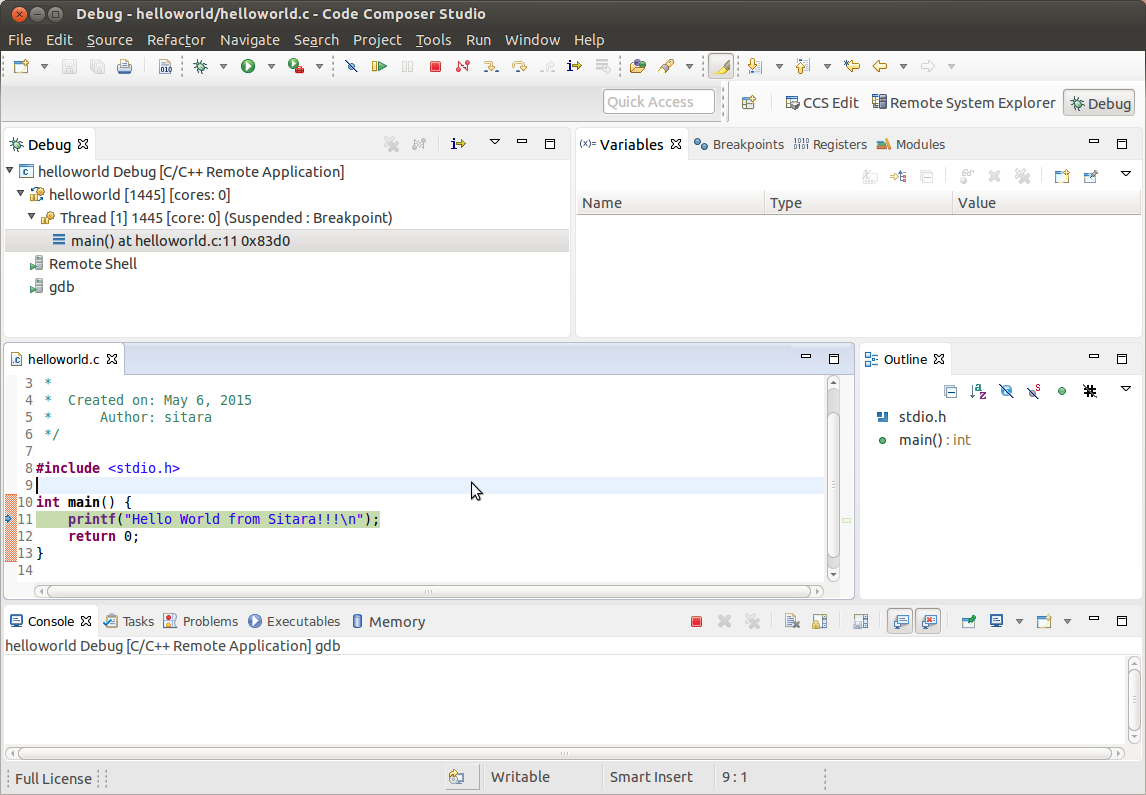 Debug - helloworld/helloworld.c - Code Composer Studio
File Edit Source Refactor Navigate Search Project Tools Run Window Help
010
Quick Access CCS Edit Remote System Explorer Debug
Debug
helloworld Debug [C/C++ Remote Application]
helloworld [1445] [cores: 0]
Thread [1] 1445 [core: 0] (Suspended : Breakpoint)
main() at helloworld.c:11 0x83d0
Remote Shell
gdb
(x)= Variables Breakpoints 1010 0101 Registers Modules
Name Type Value
helloworld.c
3 *
4 * Created on: May 6, 2015
5 * Author: sitara
6 */
7
8 #include <stdio.h>
9
10 int main() {
11 printf("Hello World from Sitara!!!\n");
12 return 0;
13 }
14
Outline
stdio.h
main() : int
Console Tasks Problems Executables Memory
helloworld Debug [C/C++ Remote Application] gdb
Full License Writable Smart Insert 9 : 1